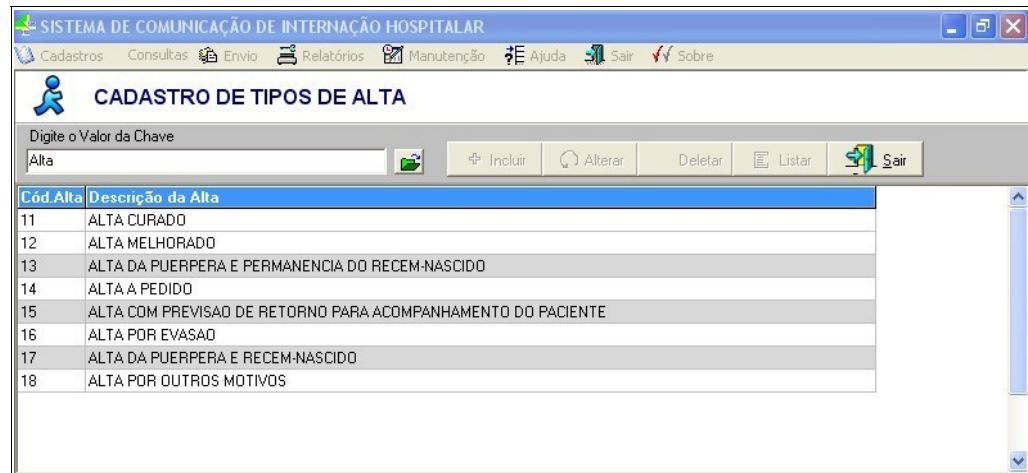 SISTEMA DE COMUNICAÇÃO DE INTERNAÇÃO HOSPITALAR
Cadastros Consultas Envio Relatórios Manutenção Ajuda Sair Sobre
CADASTRO DE TIPOS DE ALTA
Digite o Valor da Chave
Alta Incluir Alterar Deletar Listar Sair
Cód.Alta Descrição da Alta
11 ALTA CURADO
12 ALTA MELHORADO
13 ALTA DA PUERPERA E PERMANENCIA DO RECEM-NASCIDO
14 ALTA A PEDIDO
15 ALTA COM PREVISAO DE RETORNO PARA ACOMPANHAMENTO DO PACIENTE
16 ALTA POR EVASAO
17 ALTA DA PUERPERA E RECEM-NASCIDO
18 ALTA POR OUTROS MOTIVOS